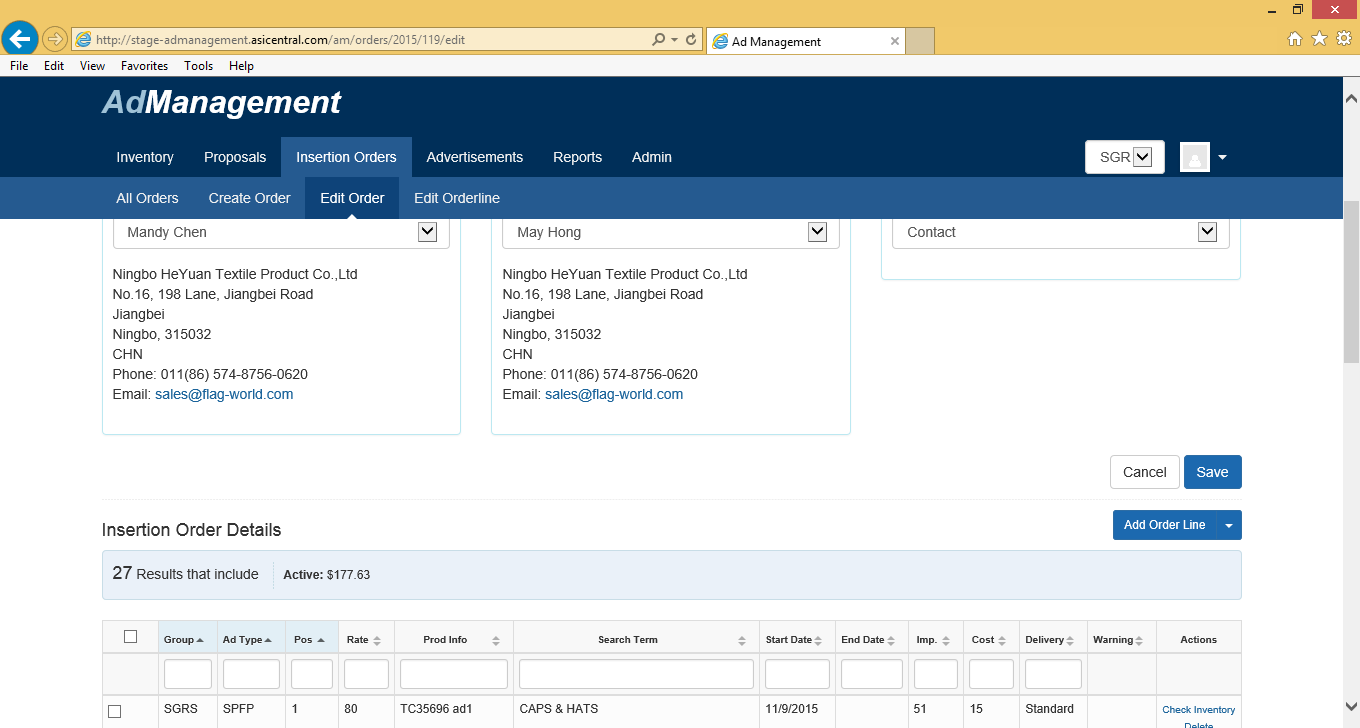 http://stage-admanagement.asicentral.com/am/orders/2015/119/edit
Ad Management
File Edit View Favorites Tools Help
AdManagement
Inventory Proposals Insertion Orders Advertisements Reports Admin SGR
All Orders Create Order Edit Order Edit Orderline
Mandy Chen
Ningbo HeYuan Textile Product Co.,Ltd
No.16, 198 Lane, Jiangbei Road
Jiangbei
Ningbo, 315032
CHN
Phone: 011(86) 574-8756-0620
Email: sales@flag-world.com
May Hong
Ningbo HeYuan Textile Product Co.,Ltd
No.16, 198 Lane, Jiangbei Road
Jiangbei
Ningbo, 315032
CHN
Phone: 011(86) 574-8756-0620
Email: sales@flag-world.com
Contact
Cancel Save
Insertion Order Details Add Order Line
27 Results that include Active: $177.63
Group Ad Type Pos Rate Prod Info Search Term Start Date End Date Imp. Cost Delivery Warning Actions
SGRS SPFP 1 80 TC35696 ad1 CAPS & HATS 11/9/2015 51 15 Standard Check Inventory
Delete